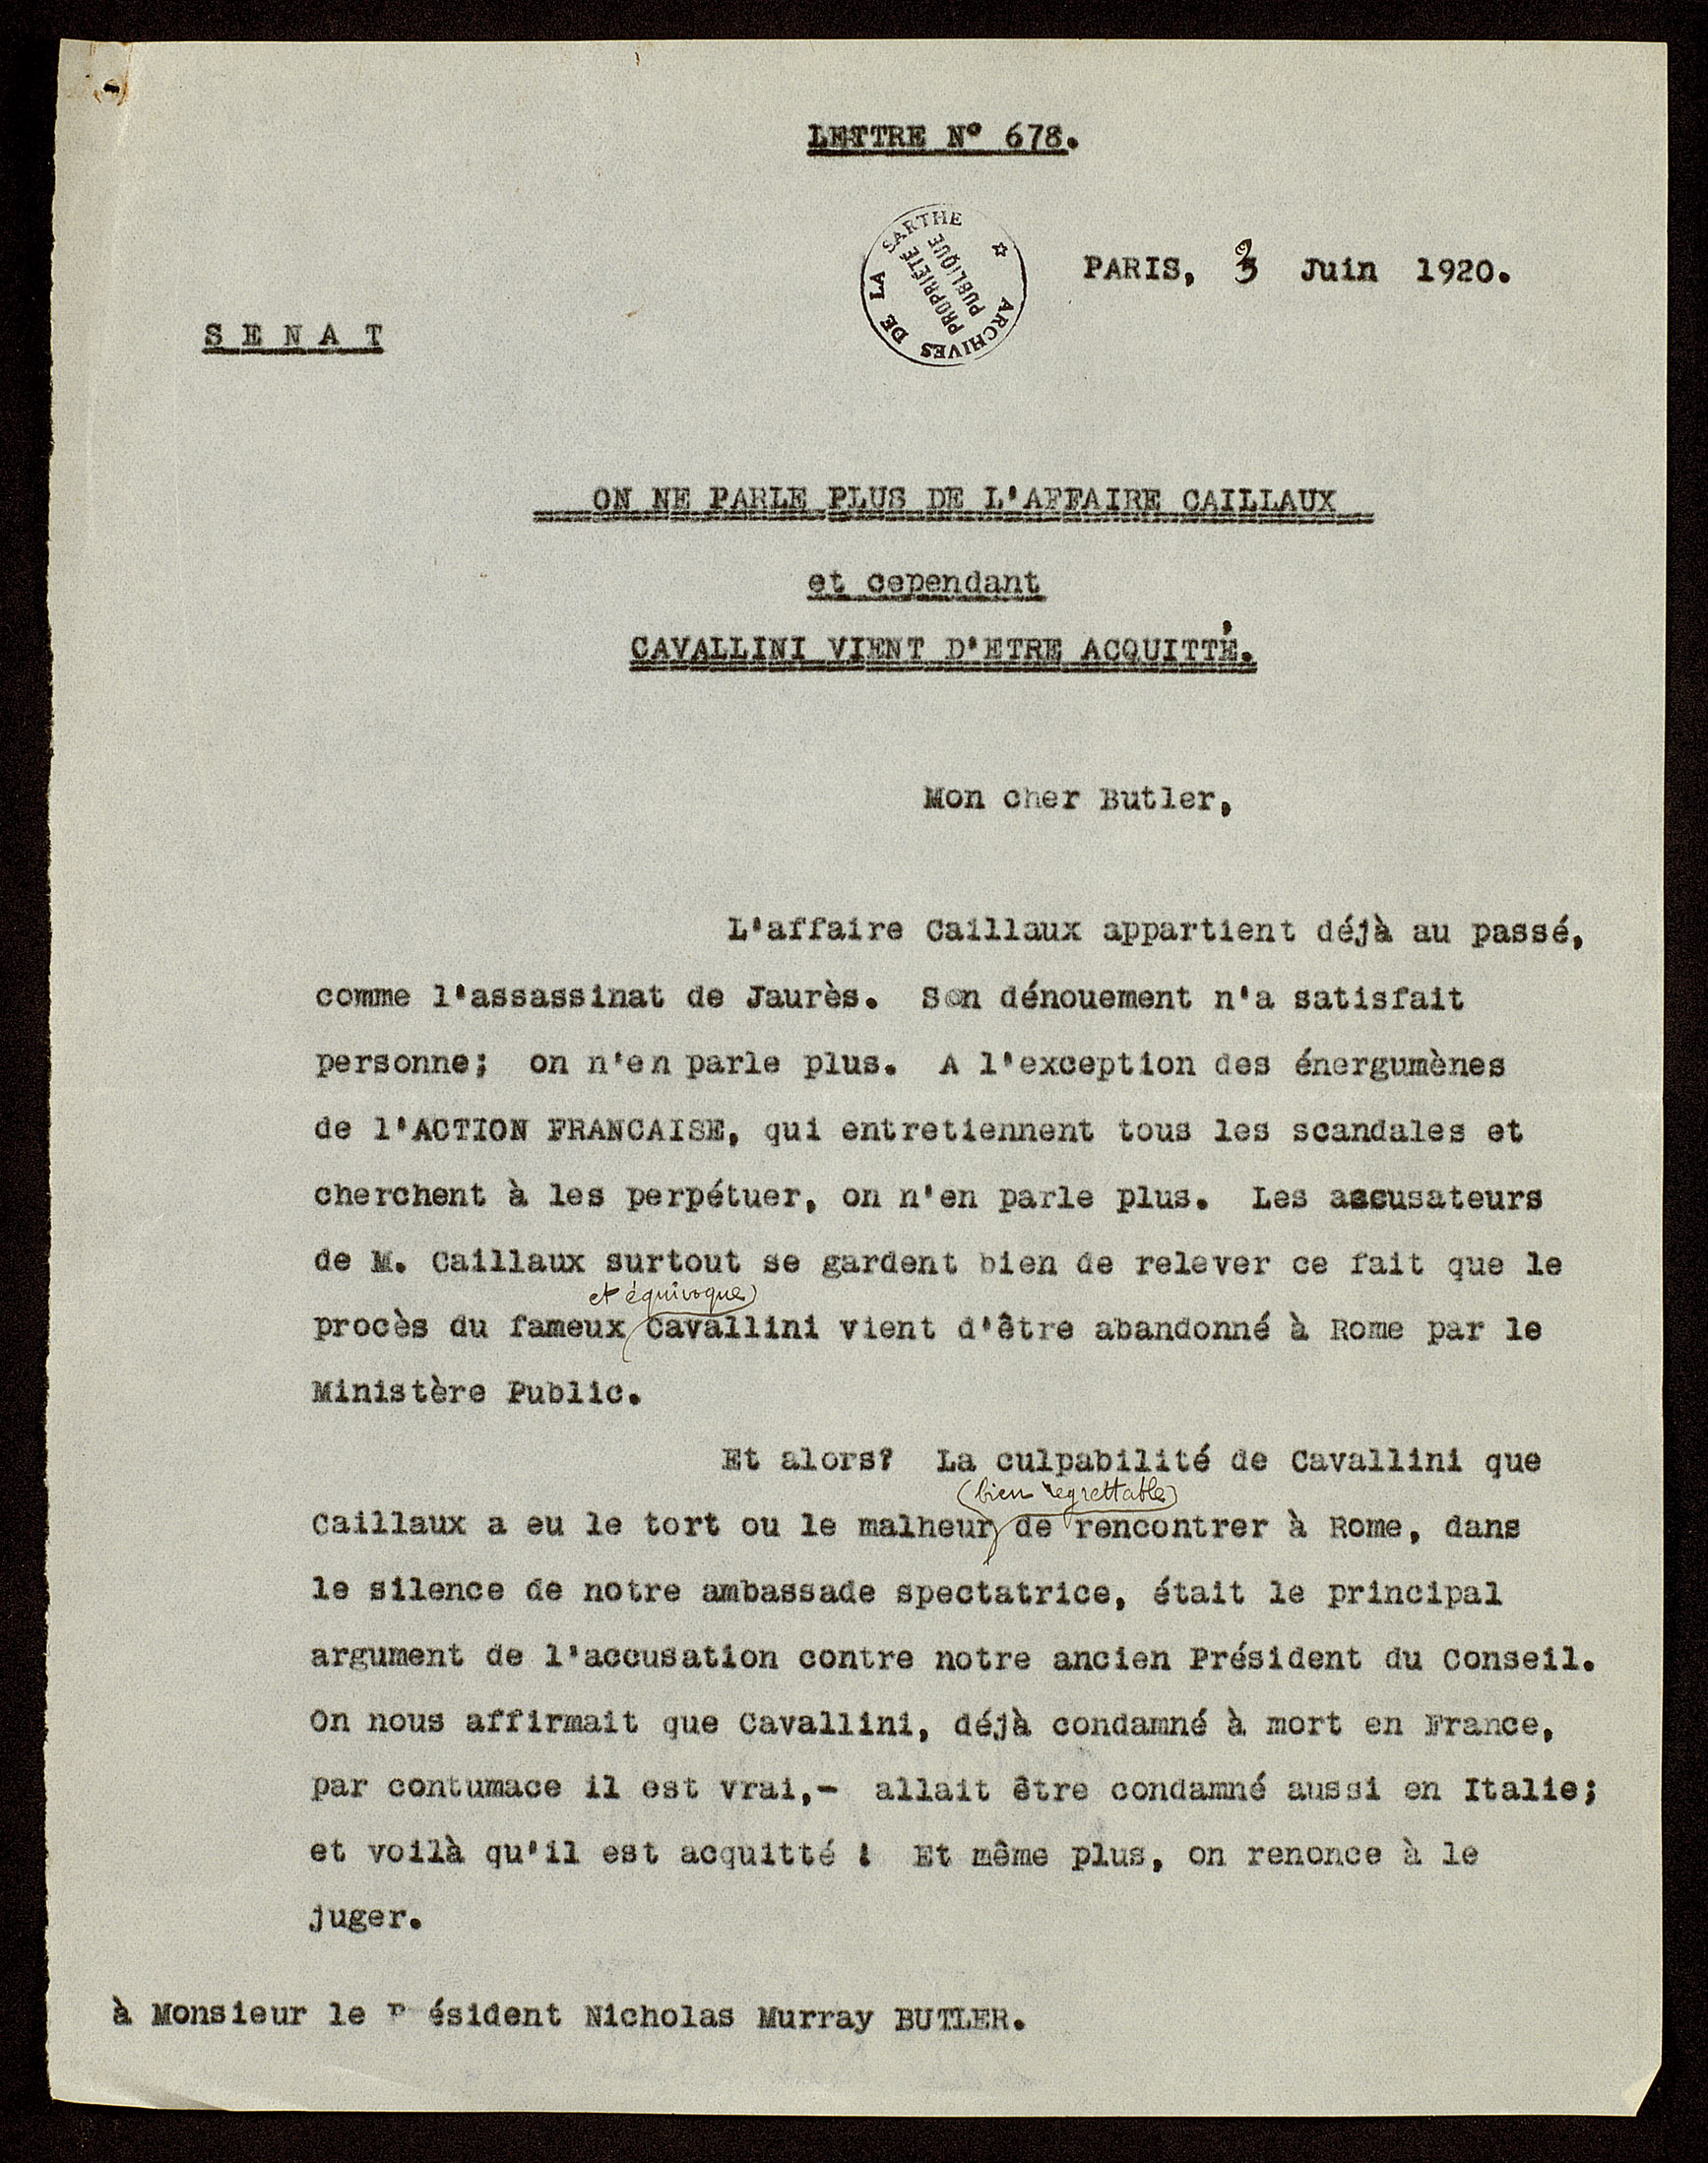 LETTRE N° 678.
ARCHIVES DE LA SARTHE
PROPRIÉTÉ
PUBLIQUE
PARIS, 3 Juin 1920.
S E N A T
ON NE PARLE PLUS DE L'AFFAIRE CAILLAUX
et cependant
CAVALLINI VIENT D'ETRE ACQUITTÉ.
Mon cher Butler,
L'affaire Caillaux appartient déjà au passé,
comme l'assassinat de Jaurès. Son dénouement n'a satisfait
personne; on n'en parle plus. A l'exception des énergumènes
de l'ACTION FRANCAISE, qui entretiennent tous les scandales et
cherchent à les perpétuer, on n'en parle plus. Les accusateurs
de M. Caillaux surtout se gardent bien de relever ce fait que le
et équivoque
procès du fameux Cavallini vient d'être abandonné à Rome par le
Ministère Public.
Et alors? La culpabilité de Cavallini que
(bien regrettable)
Caillaux a eu le tort ou le malheur de rencontrer à Rome, dans
le silence de notre ambassade spectatrice, était le principal
argument de l'accusation contre notre ancien Président du Conseil.
On nous affirmait que Cavallini, déjà condamné à mort en France,
par contumace il est vrai,- allait être condamné aussi en Italie;
et voilà qu'il est acquitté ! Et même plus, on renonce à le
juger.
à Monsieur le P ésident Nicholas Murray BUTLER.